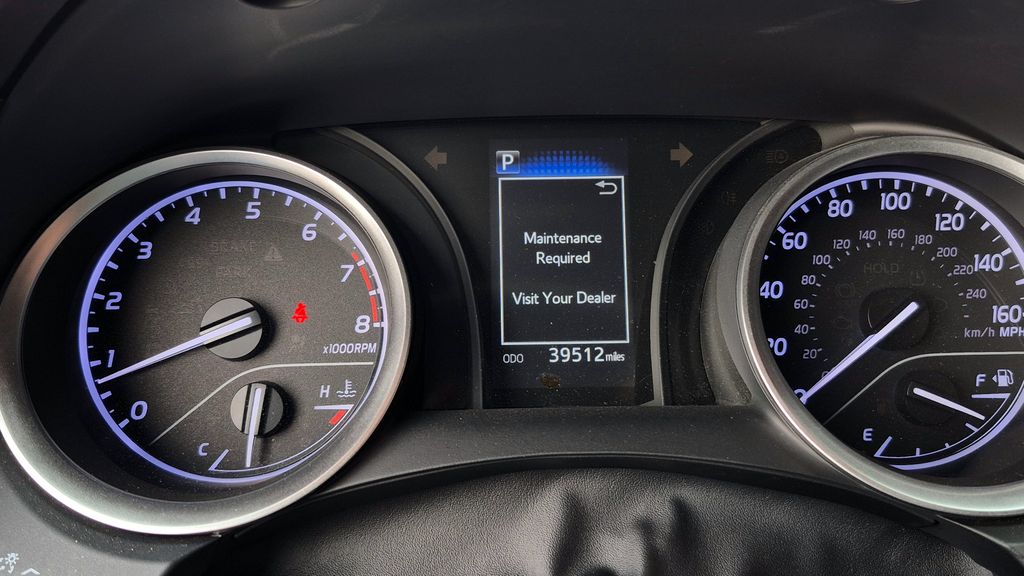 P
Maintenance
Required
Visit Your Dealer
ODO 39512 miles
0
1
2
3
4
5
6
7
8
x1000RPM
H
C
0
20
40
60
80
100
120
140
160
20
40
60
80
100
120
140
160
180
200
220
240
km/h MPH
HOLD
F
E